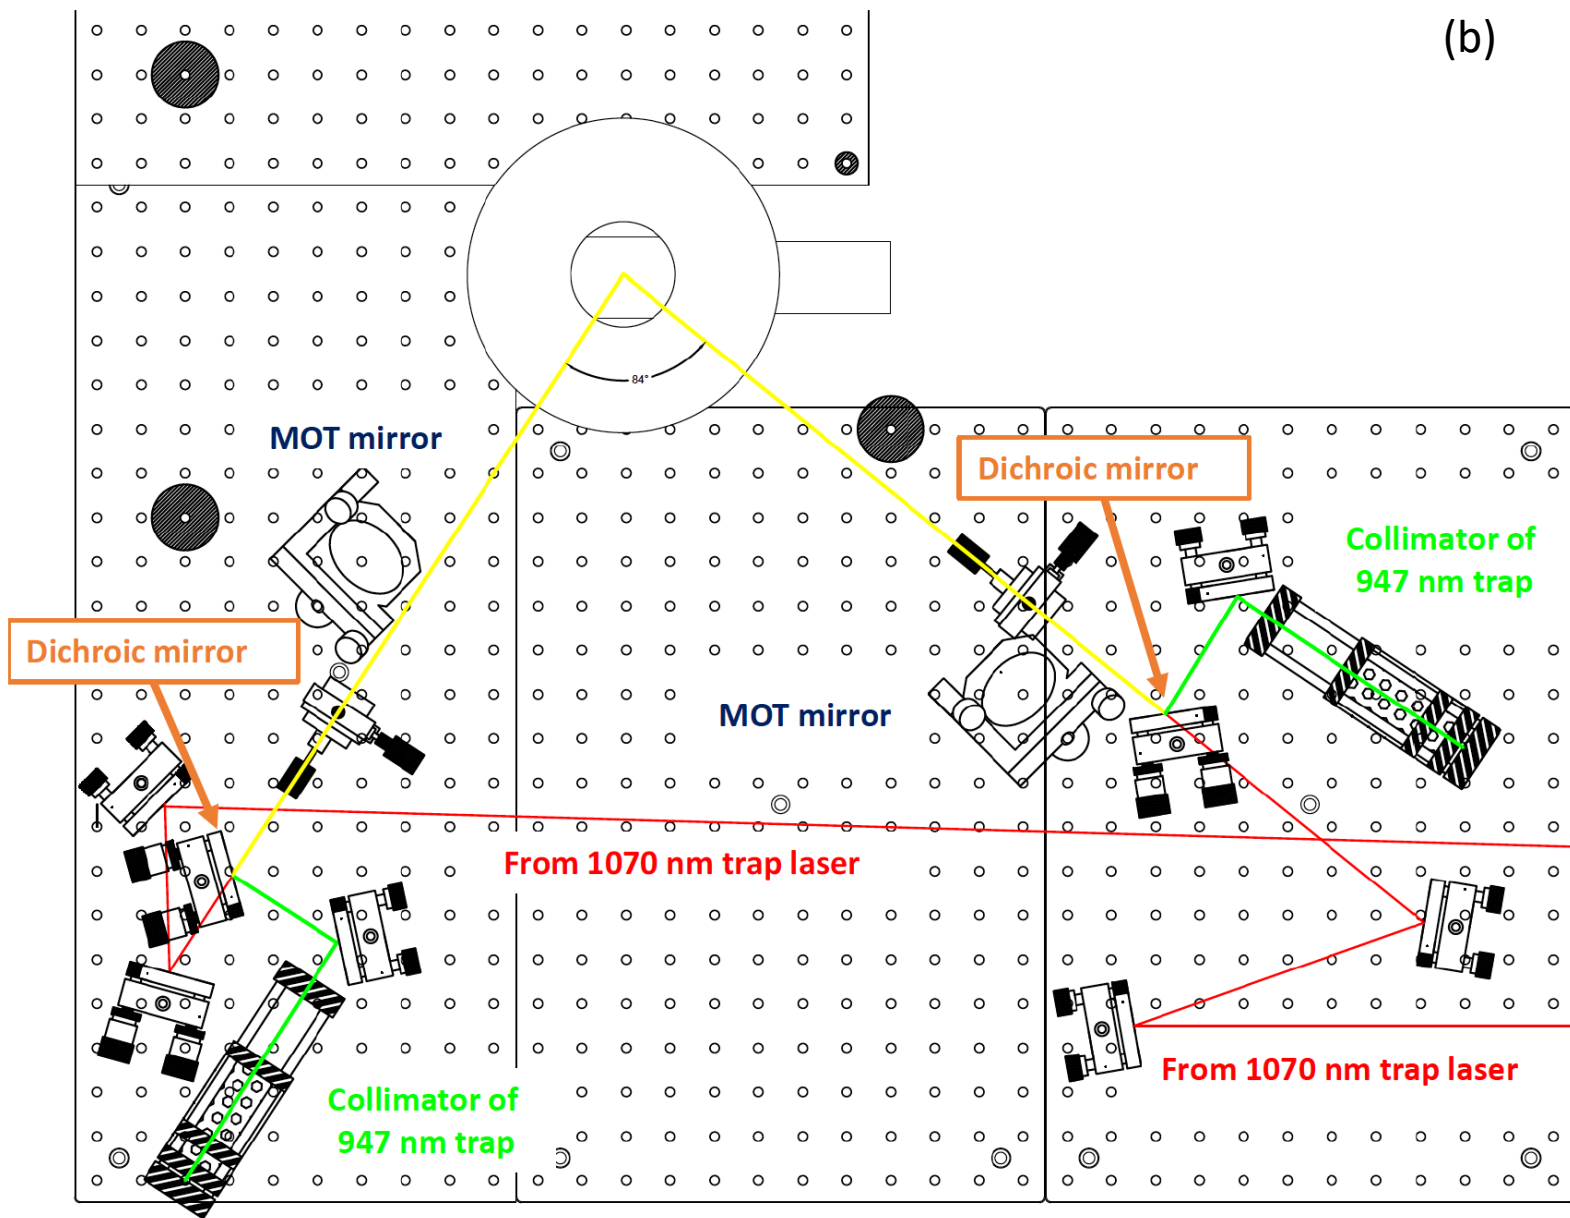 (b)
84°
MOT mirror
Dichroic mirror
Collimator of
947 nm trap
Dichroic mirror
MOT mirror
From 1070 nm trap laser
From 1070 nm trap laser
Collimator of
947 nm trap